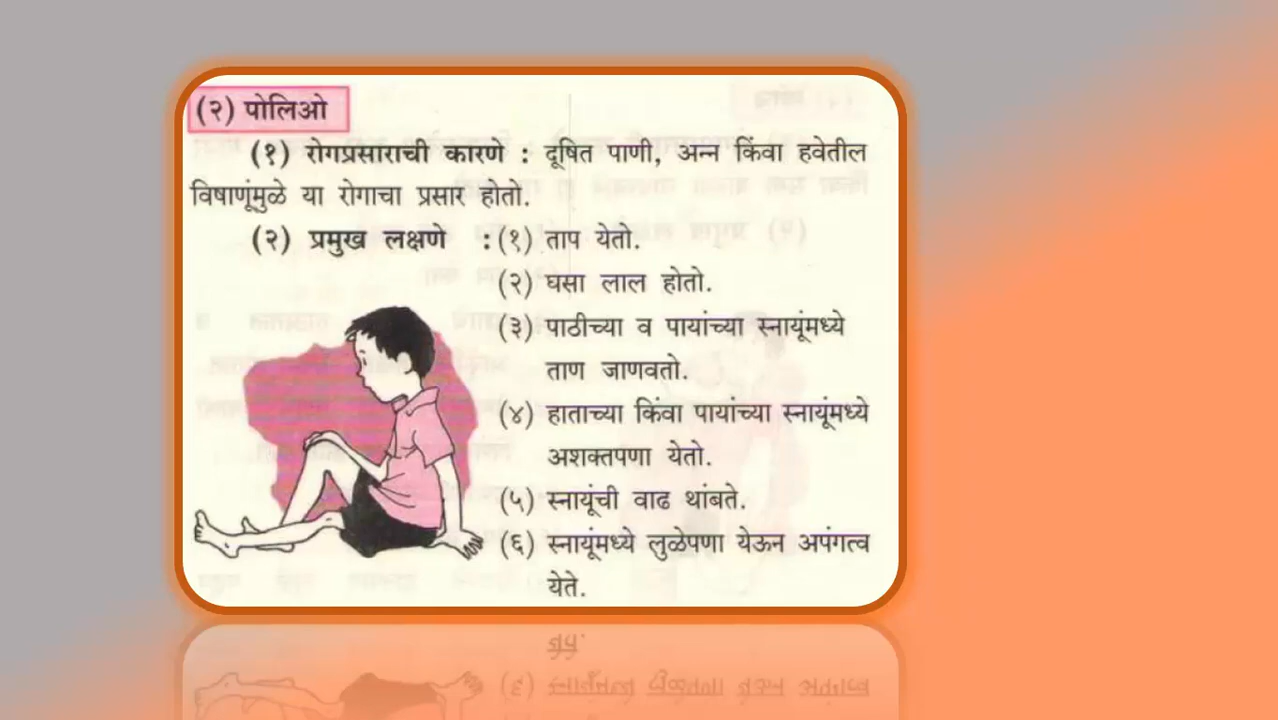 (२) पोलिओ
(१) रोगप्रसाराची कारणे : दूषित पाणी, अन्न किंवा हवेतील
विषाणूंमुळे या रोगाचा प्रसार होतो.
(२) प्रमुख लक्षणे : (१) ताप येतो.
(२) घसा लाल होतो.
(३) पाठीच्या व पायांच्या स्नायूंमध्ये
ताण जाणवतो.
(४) हाताच्या किंवा पायांच्या स्नायूंमध्ये
अशक्तपणा येतो.
(५) स्नायूंची वाढ थांबते.
(६) स्नायूंमध्ये लुळेपणा येऊन अपंगत्व
येते.